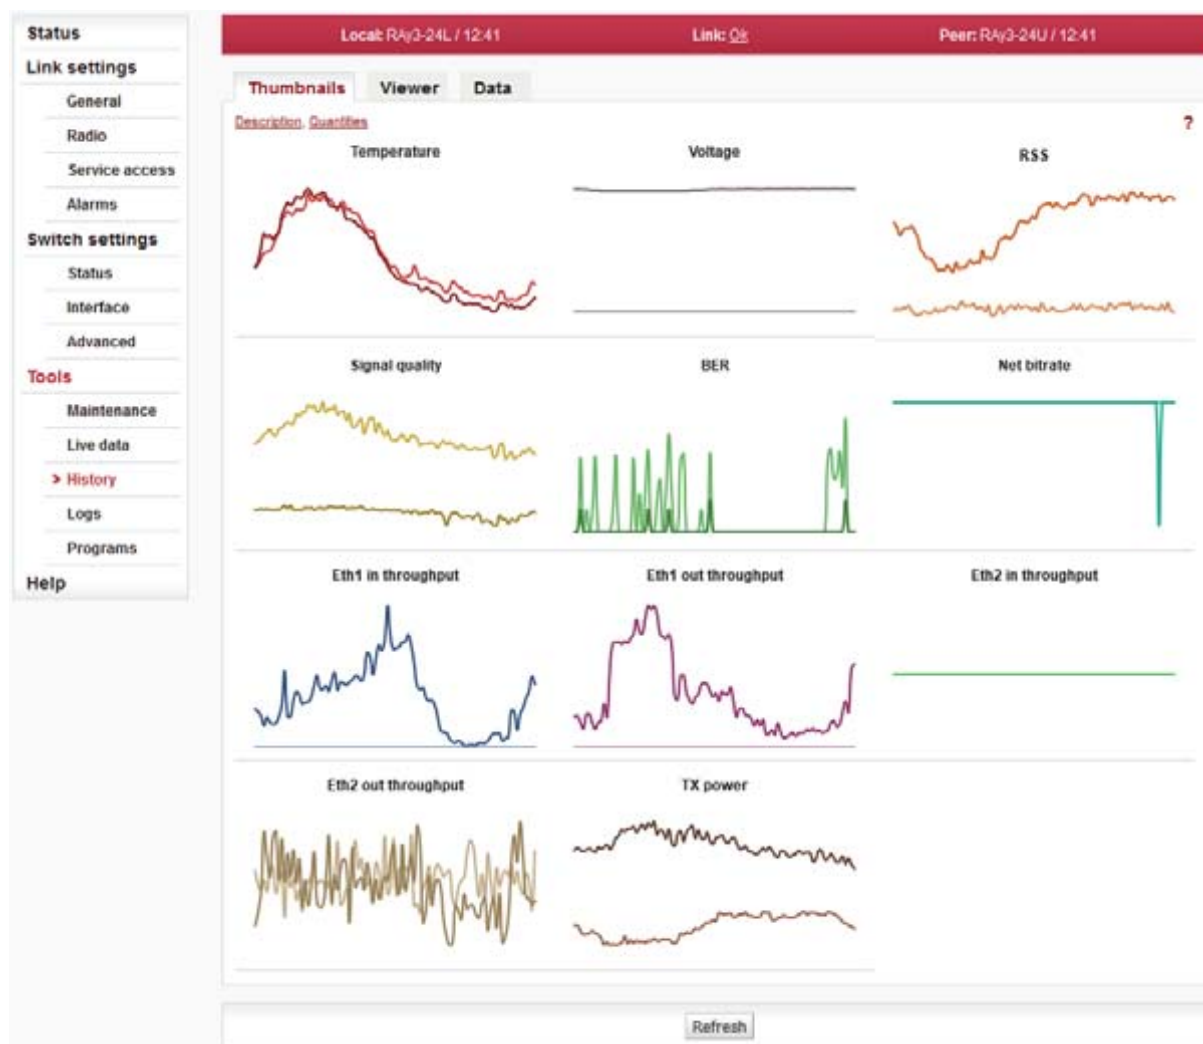 Status
Link settings
General
Radio
Service access
Alarms
Switch settings
Status
Interface
Advanced
Tools
Maintenance
Live data
> History
Logs
Programs
Help
Local: RAy3-24L / 12:41 Link: Ok Peer: RAy3-24U / 12:41
Thumbnails Viewer Data
Description, Quantities ?
Temperature Voltage RSS
Signal quality BER Net bitrate
Eth1 in throughput Eth1 out throughput Eth2 in throughput
Eth2 out throughput TX power
Refresh